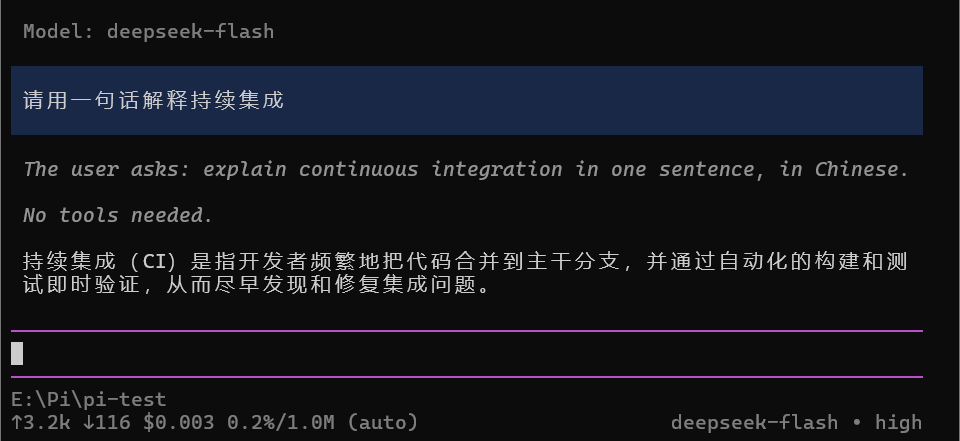 Model: deepseek-flash
请用一句话解释持续集成
The user asks: explain continuous integration in one sentence, in Chinese.
No tools needed.
持续集成（CI）是指开发者频繁地把代码合并到主干分支，并通过自动化的构建和测
试即时验证，从而尽早发现和修复集成问题。
E:\Pi\pi-test
↑3.2k ↓116 $0.003 0.2%/1.0M (auto) deepseek-flash • high